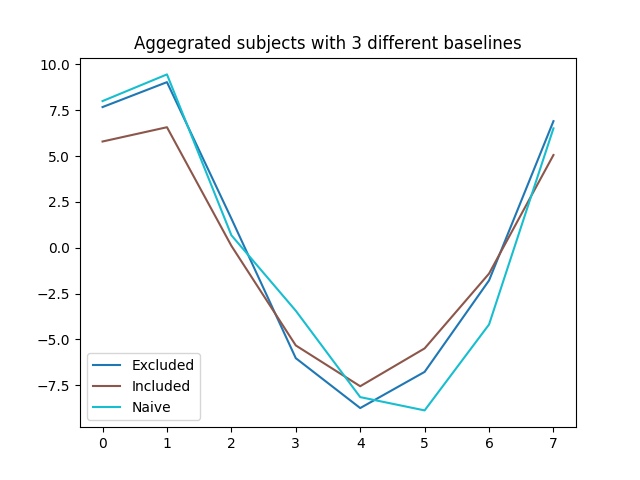 Aggegrated subjects with 3 different baselines
10.0
7.5
5.0
2.5
0.0
−2.5
−5.0
−7.5
Excluded
Included
Naive
0 1 2 3 4 5 6 7